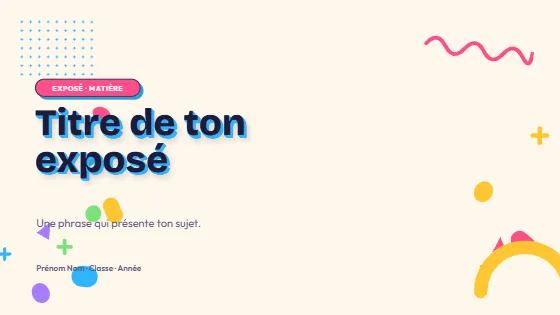 EXPOSÉ · MATIÈRE
Titre de ton
exposé
Une phrase qui présente ton sujet.
Prénom Nom · Classe · Année